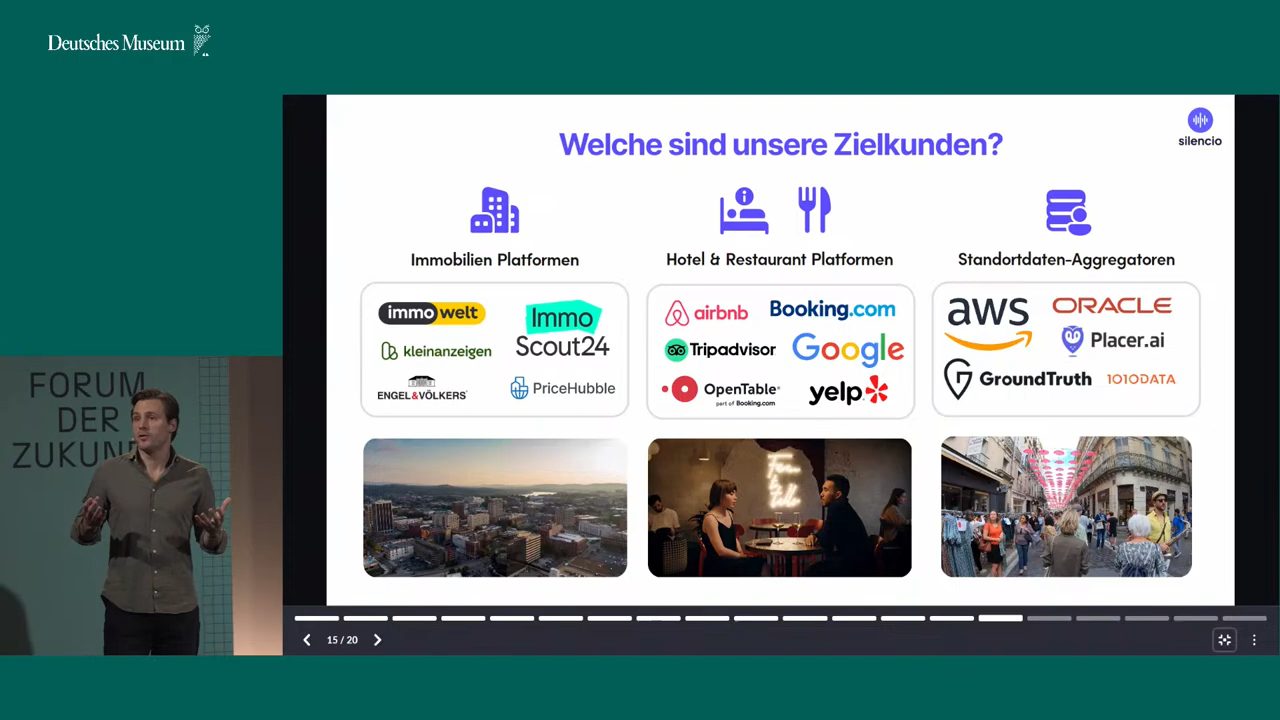 Deutsches Museum
FORUM
DER
ZUKUN
Welche sind unsere Zielkunden?
silencio
Immobilien Platformen
Hotel & Restaurant Platformen
Standortdaten-Aggregatoren
immowelt
Immo
Scout24
kleinanzeigen
ENGEL&VÖLKERS
PriceHubble
airbnb
Booking.com
Tripadvisor
Google
OpenTable
part of Booking.com
yelp
aws
ORACLE
Placer.ai
GroundTruth
1010DATA
15 / 20